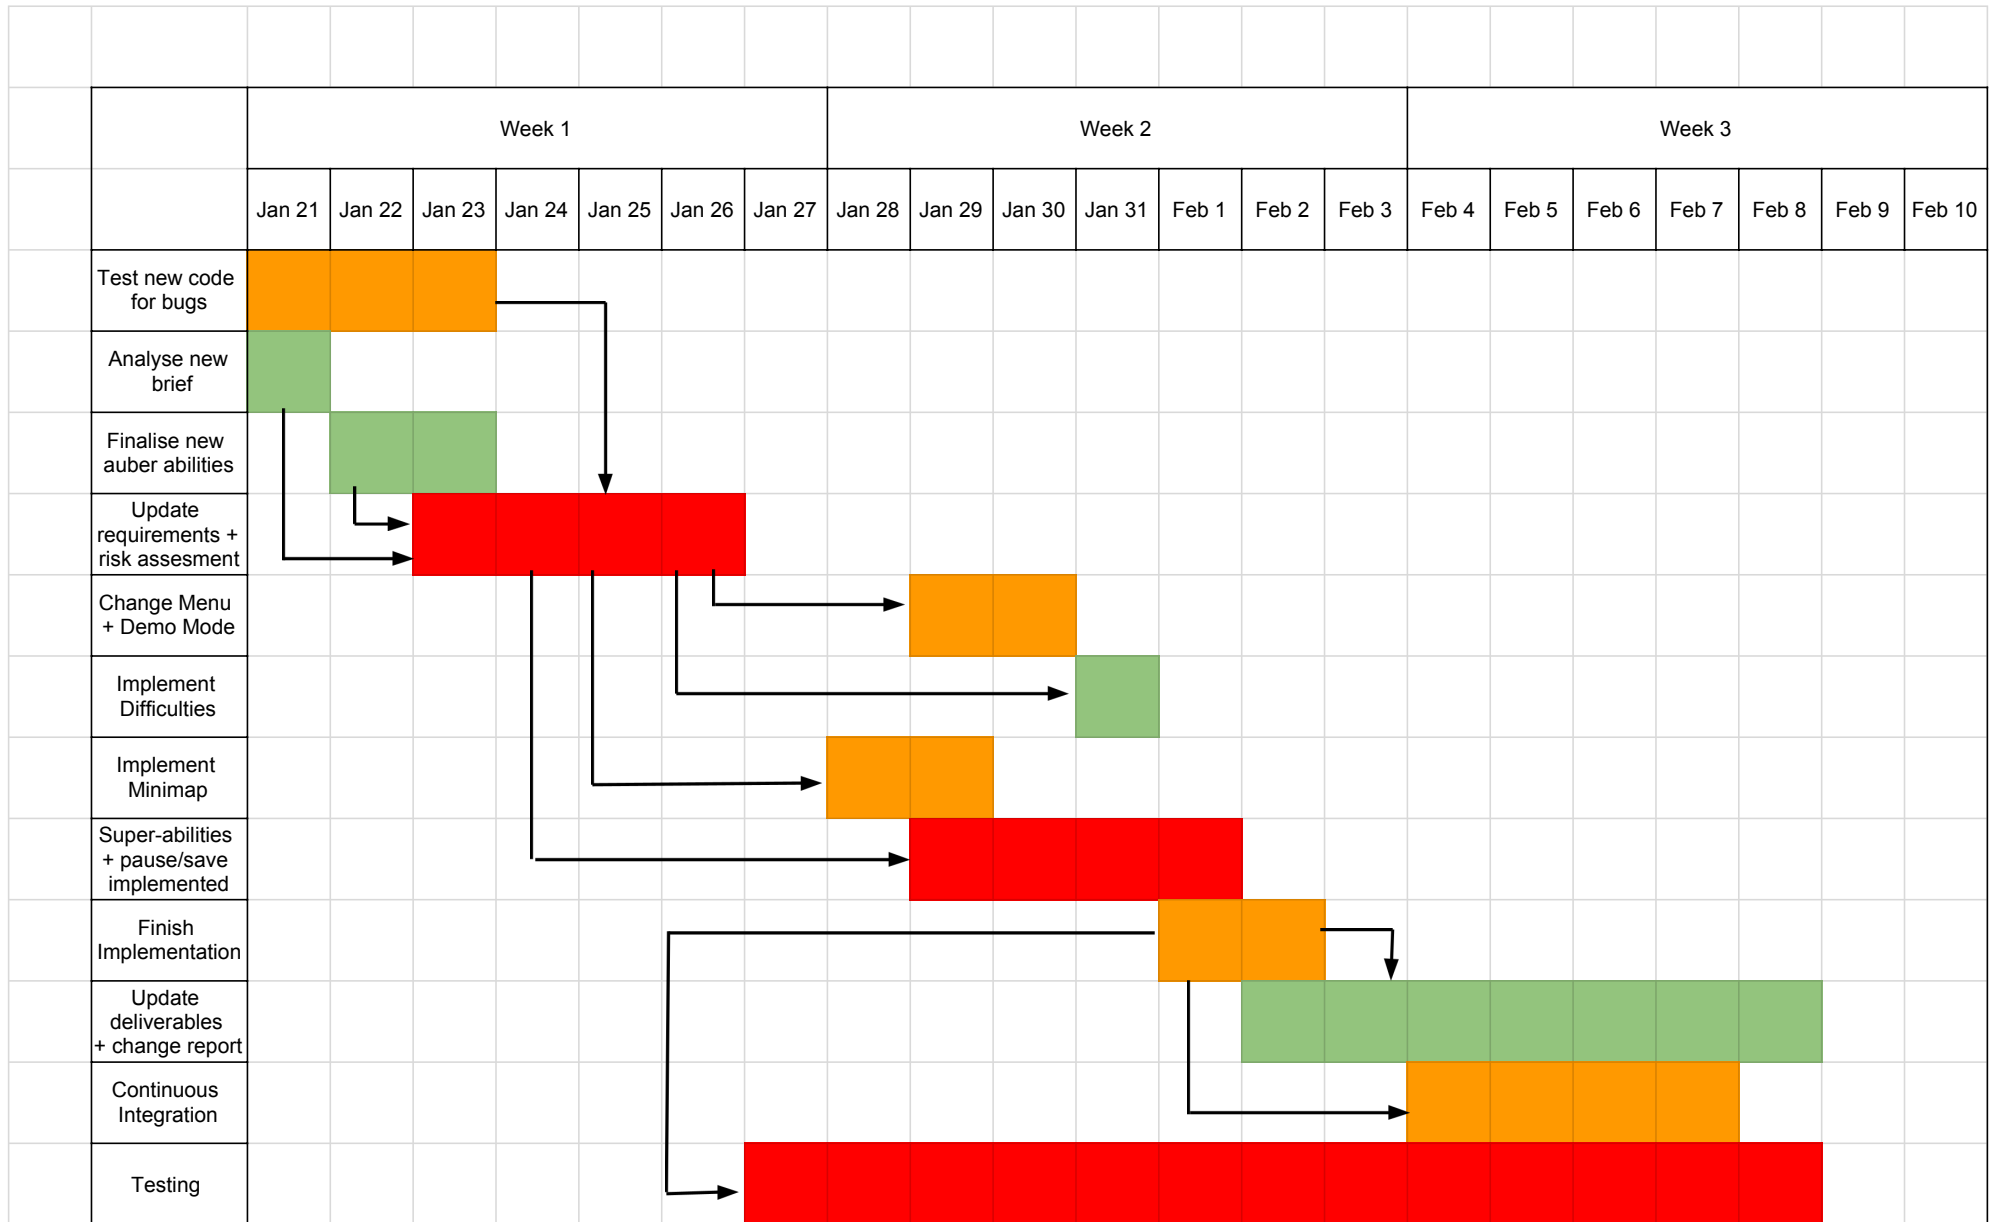 Week 1
Week 2
Week 3
Jan 21
Jan 22
Jan 23
Jan 24
Jan 25
Jan 26
Jan 27
Jan 28
Jan 29
Jan 30
Jan 31
Feb 1
Feb 2
Feb 3
Feb 4
Feb 5
Feb 6
Feb 7
Feb 8
Feb 9
Feb 10
Test new code
for bugs
Analyse new
brief
Finalise new
auber abilities
Update
requirements +
risk assesment
Change Menu
+ Demo Mode
Implement
Difficulties
Implement
Minimap
Super-abilities
+ pause/save
implemented
Finish
Implementation
Update
deliverables
+ change report
Continuous
Integration
Testing